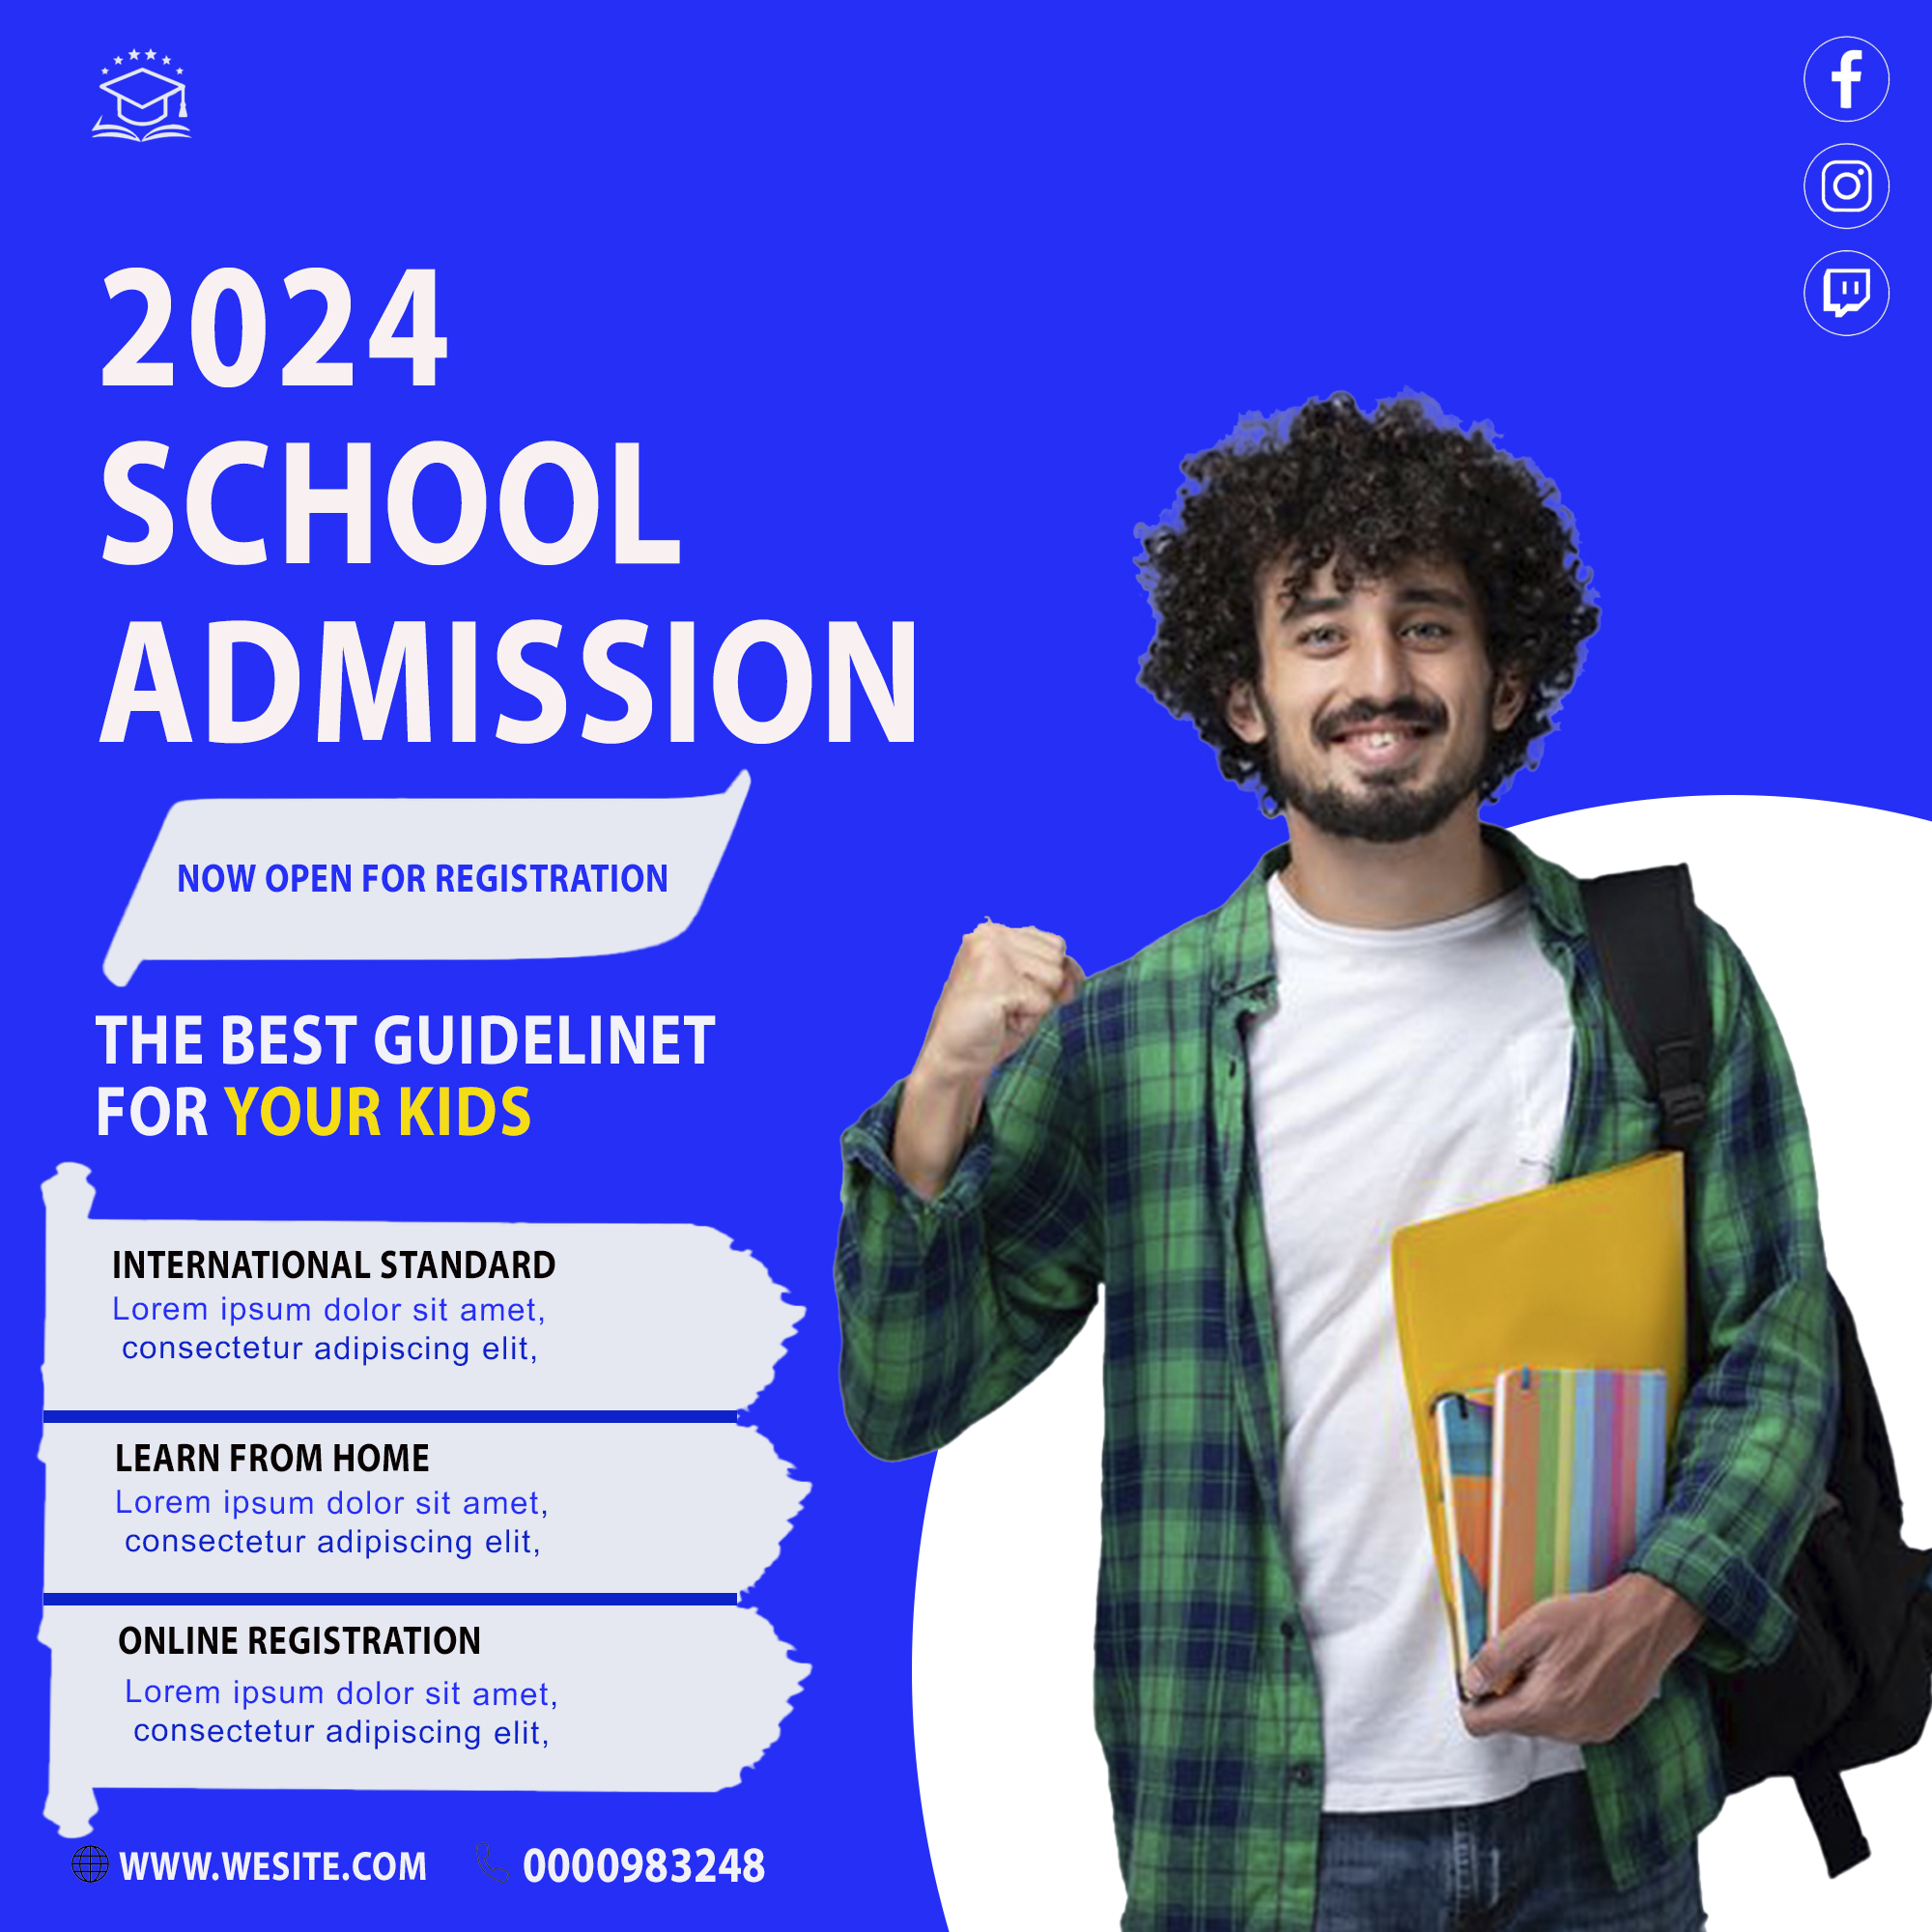 2024
SCHOOL
ADMISSION
NOW OPEN FOR REGISTRATION
THE BEST GUIDELINET
FOR YOUR KIDS
INTERNATIONAL STANDARD
Lorem ipsum dolor sit amet,
consectetur adipiscing elit,
LEARN FROM HOME
Lorem ipsum dolor sit amet,
consectetur adipiscing elit,
ONLINE REGISTRATION
Lorem ipsum dolor sit amet,
consectetur adipiscing elit,
WWW.WESITE.COM
0000983248